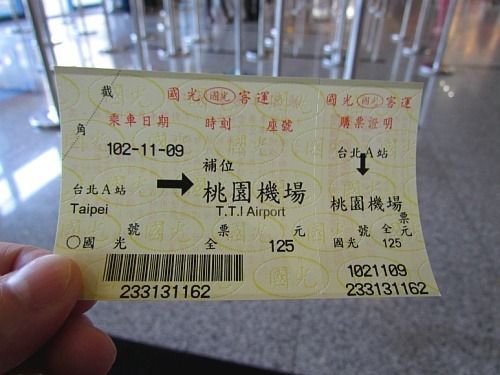 截角
國光 國光 客運
乘車日期 時刻 座號
102-11-09
補位
台北A站 → 桃園機場
Taipei T.T.I Airport
號 票 元
○國光 全 125
233131162
國光 國光 客運
購票證明
台北A站
↓
桃園機場
號 票 元
國光 全 125
1021109
233131162